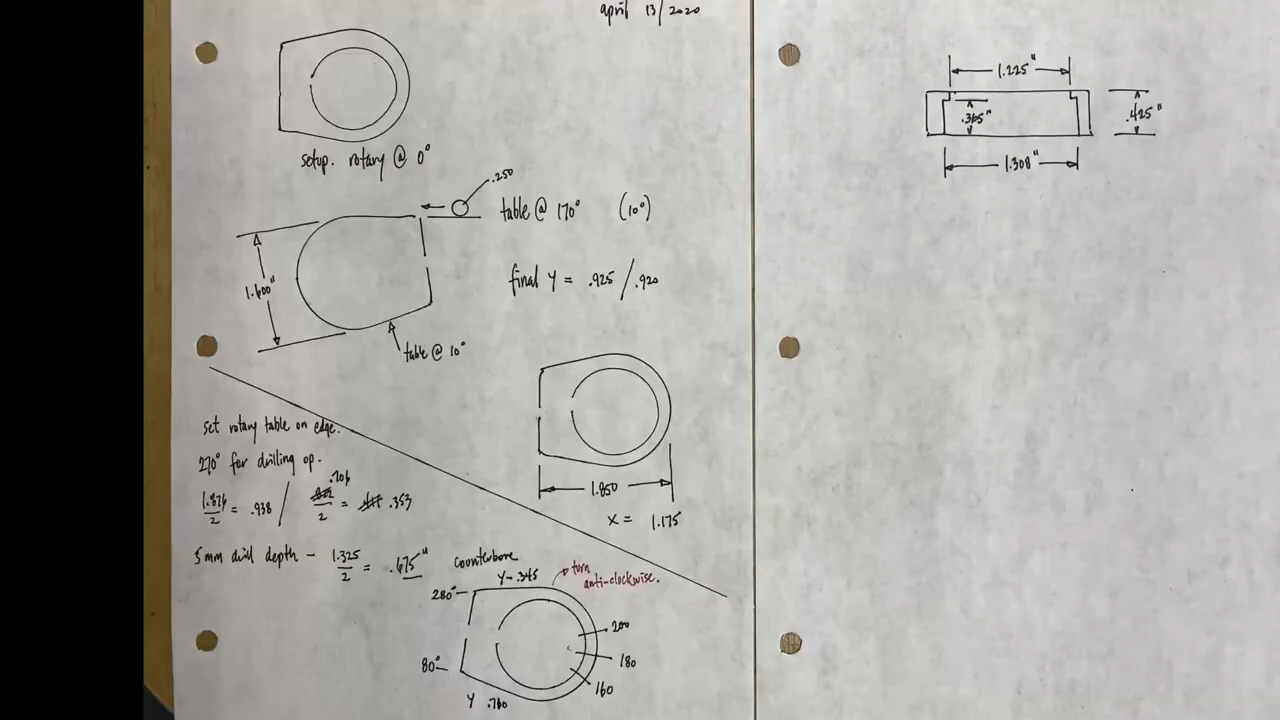 april 13/2020
setup. rotary @ 0°
.250
table @ 170° (10°)
1.600"
final Y = .925 / .920
table @ 10°
set rotary table on edge.
270° for drilling op.
1.876/2 = .938 / .706/2 = .353
1.850
X = 1.175
5mm drill depth - 1.325/2 = .675" counterbore
Y- .345
turn
anti-clockwise.
280°
200
180
80°
160
Y .760
1.225"
.365"
.425"
1.308"